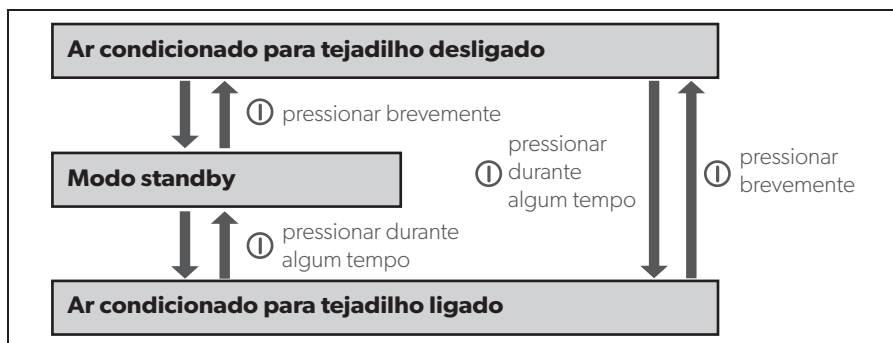 Ar condicionado para tejadilho desligado
pressionar brevemente
Modo standby
pressionar durante
algum tempo
pressionar
durante
algum tempo
pressionar
brevemente
Ar condicionado para tejadilho ligado